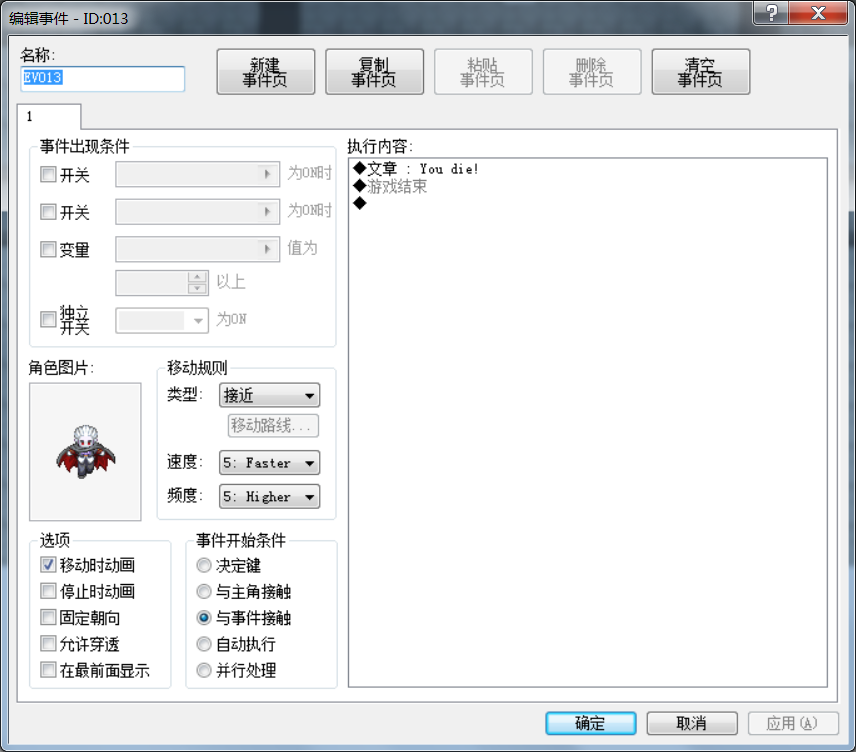 编辑事件 - ID:013
名称:
EV013
新建
事件页
复制
事件页
粘贴
事件页
删除
事件页
清空
事件页
1
事件出现条件
开关
为ON时
开关
为ON时
变量
值为
以上
独立
开关
为ON
角色图片:
移动规则
类型:
接近
移动路线...
速度:
5: Faster
频度:
5: Higher
选项
移动时动画
停止时动画
固定朝向
允许穿透
在最前面显示
事件开始条件
决定键
与主角接触
与事件接触
自动执行
并行处理
执行内容:
◆文章 : You die!
◆游戏结束
◆
确定
取消
应用(A)